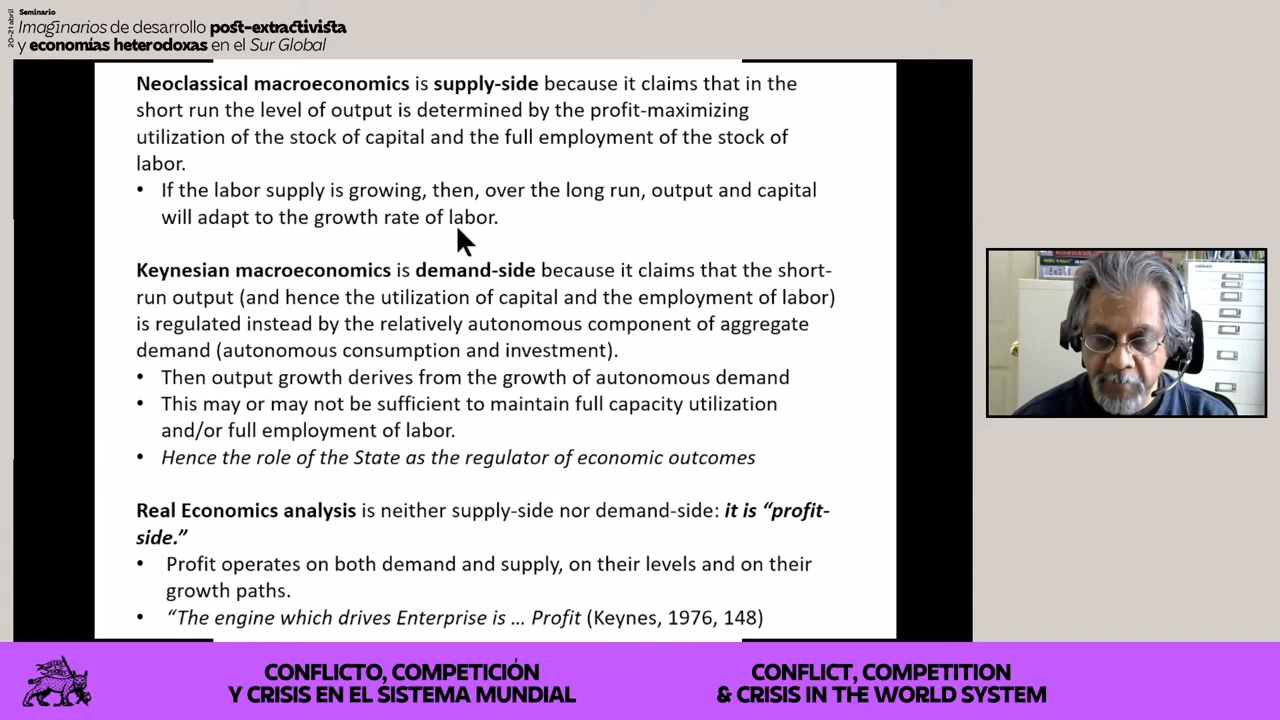 Seminario
20-21 abril
Imaginarios de desarrollo post-extractivista
y economías heterodoxas en el Sur Global
Neoclassical macroeconomics is supply-side because it claims that in the
short run the level of output is determined by the profit-maximizing
utilization of the stock of capital and the full employment of the stock of
labor.
• If the labor supply is growing, then, over the long run, output and capital
will adapt to the growth rate of labor.
Keynesian macroeconomics is demand-side because it claims that the short-
run output (and hence the utilization of capital and the employment of labor)
is regulated instead by the relatively autonomous component of aggregate
demand (autonomous consumption and investment).
• Then output growth derives from the growth of autonomous demand
• This may or may not be sufficient to maintain full capacity utilization
and/or full employment of labor.
• Hence the role of the State as the regulator of economic outcomes
Real Economics analysis is neither supply-side nor demand-side: it is “profit-
side.”
• Profit operates on both demand and supply, on their levels and on their
growth paths.
• “The engine which drives Enterprise is … Profit (Keynes, 1976, 148)
CONFLICTO, COMPETICIÓN
Y CRISIS EN EL SISTEMA MUNDIAL
CONFLICT, COMPETITION
& CRISIS IN THE WORLD SYSTEM